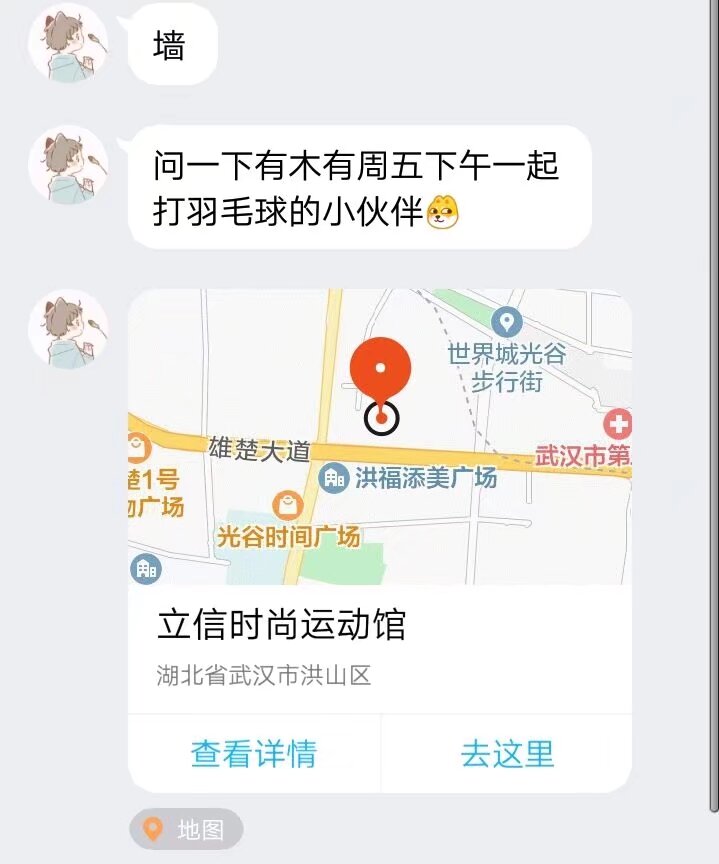 墙
问一下有木有周五下午一起
打羽毛球的小伙伴
世界城光谷
步行街
雄楚大道
武汉市第
楚1号
洪福添美广场
物广场
光谷时间广场
立信时尚运动馆
湖北省武汉市洪山区
查看详情 去这里
地图